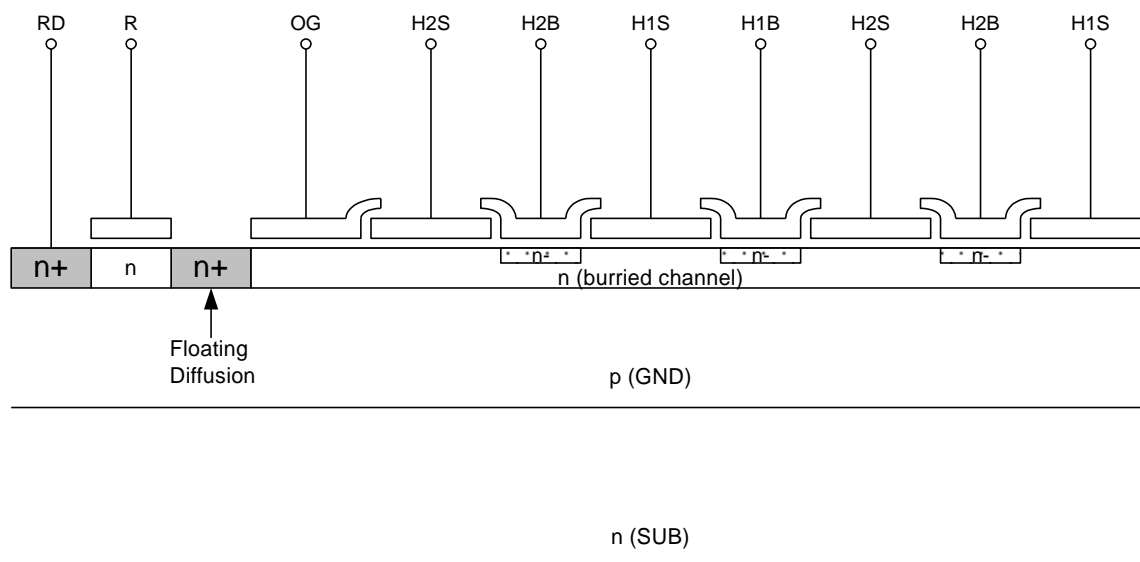 RD R OG H2S H2B H1S H1B H2S H2B H1S
n+ n n+ n- n- n-
n (burried channel)
Floating
Diffusion
p (GND)
n (SUB)